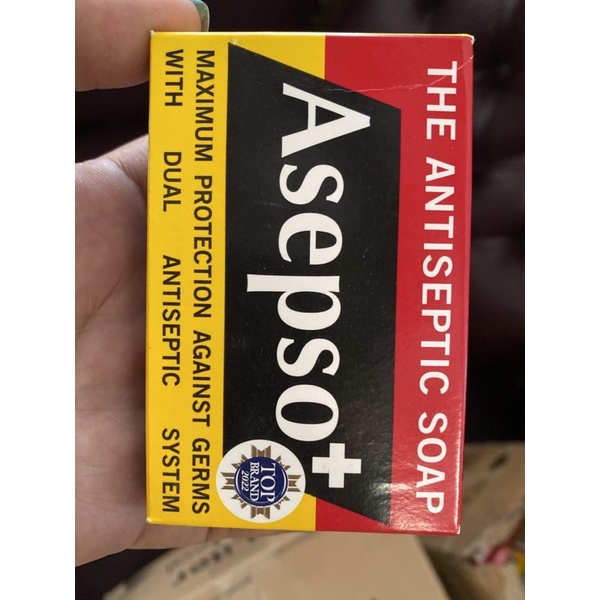 THE ANTISEPTIC SOAP
Asepso+
TOP
BRAND
2022
MAXIMUM PROTECTION AGAINST GERMS
WITH DUAL ANTISEPTIC SYSTEM